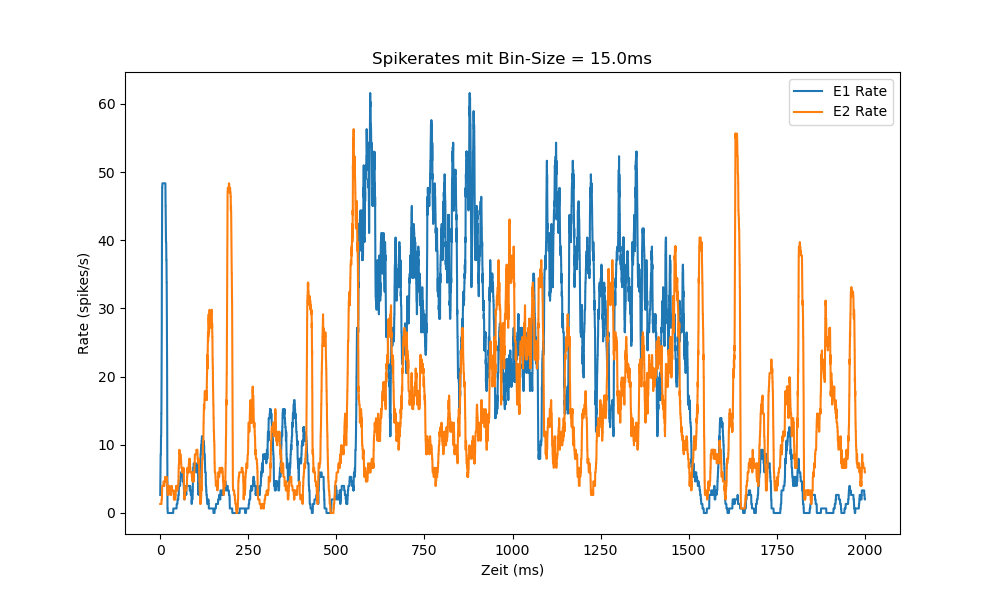 Spikerates mit Bin-Size = 15.0ms
E1 Rate
E2 Rate
Rate (spikes/s)
60
50
40
30
20
10
0
0 250 500 750 1000 1250 1500 1750 2000
Zeit (ms)